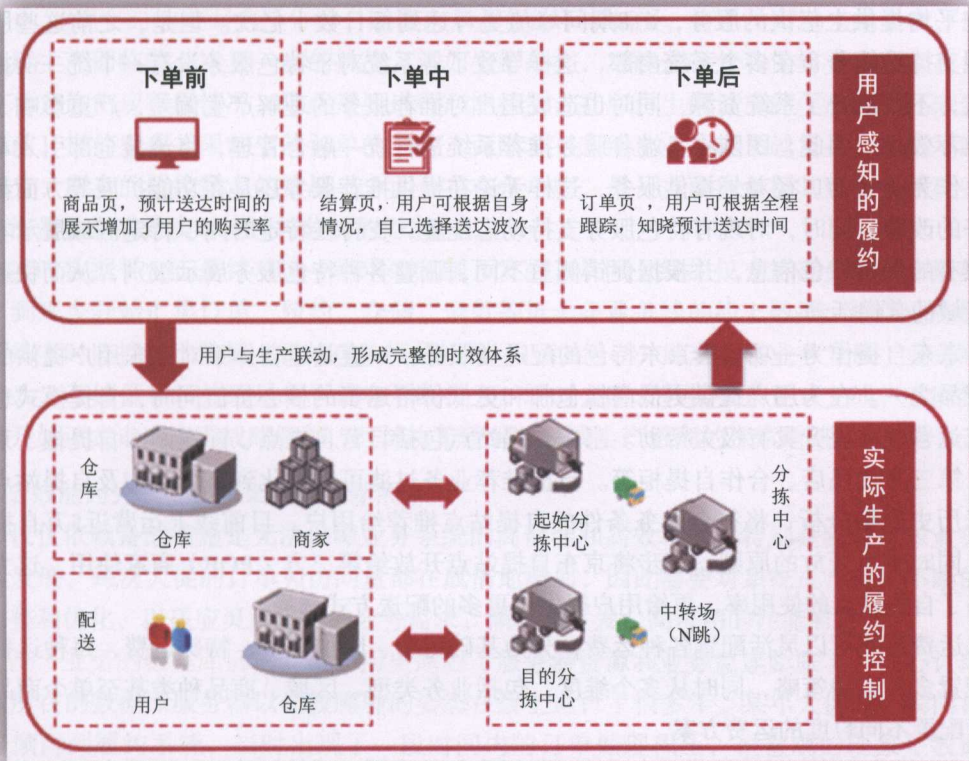 下单前
下单中
下单后
商品页，预计送达时间的
展示增加了用户的购买率
结算页，用户可根据自身
情况，自己选择送达波次
订单页，用户可根据全程
跟踪，知晓预计送达时间
用户感知的履约
用户与生产联动，形成完整的时效体系
仓库
仓库
商家
起始分
拣中心
分拣中心
配送
用户
仓库
目的分
拣中心
中转场
（N跳）
实际生产的履约控制